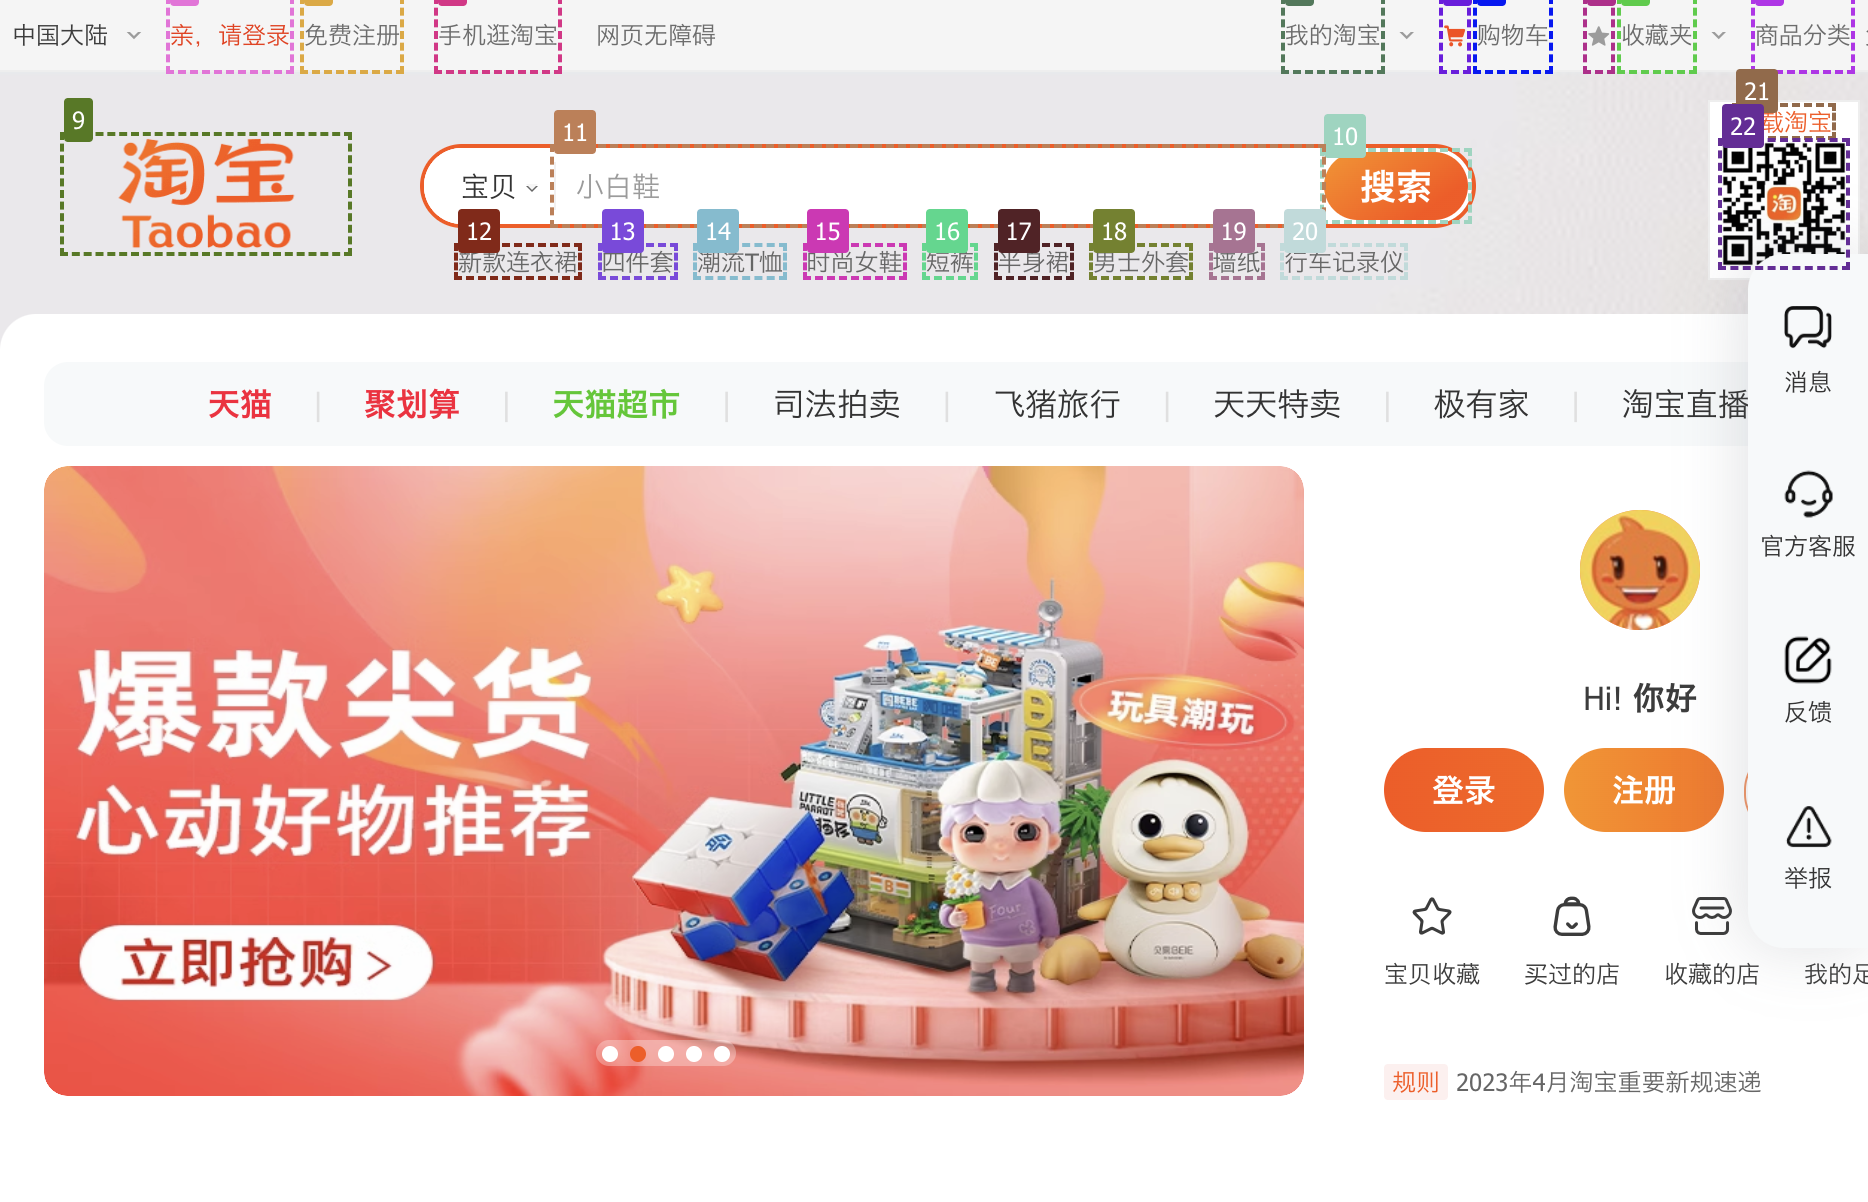 中国大陆
亲，请登录
免费注册
手机逛淘宝
网页无障碍
我的淘宝
购物车
收藏夹
商品分类
9
淘宝
Taobao
11
10
宝贝
小白鞋
搜索
21
22
载淘宝
淘
12
13
14
15
16
17
18
19
20
新款连衣裙
四件套
潮流T恤
时尚女鞋
短裤
半身裙
男士外套
墙纸
行车记录仪
天猫
聚划算
天猫超市
司法拍卖
飞猪旅行
天天特卖
极有家
淘宝直播
消息
官方客服
反馈
举报
爆款尖货
心动好物推荐
立即抢购 >
玩具潮玩
LITTLE
PARROT
BEBE
Four
Hi! 你好
登录
注册
宝贝收藏
买过的店
收藏的店
我的足
规则
2023年4月淘宝重要新规速递